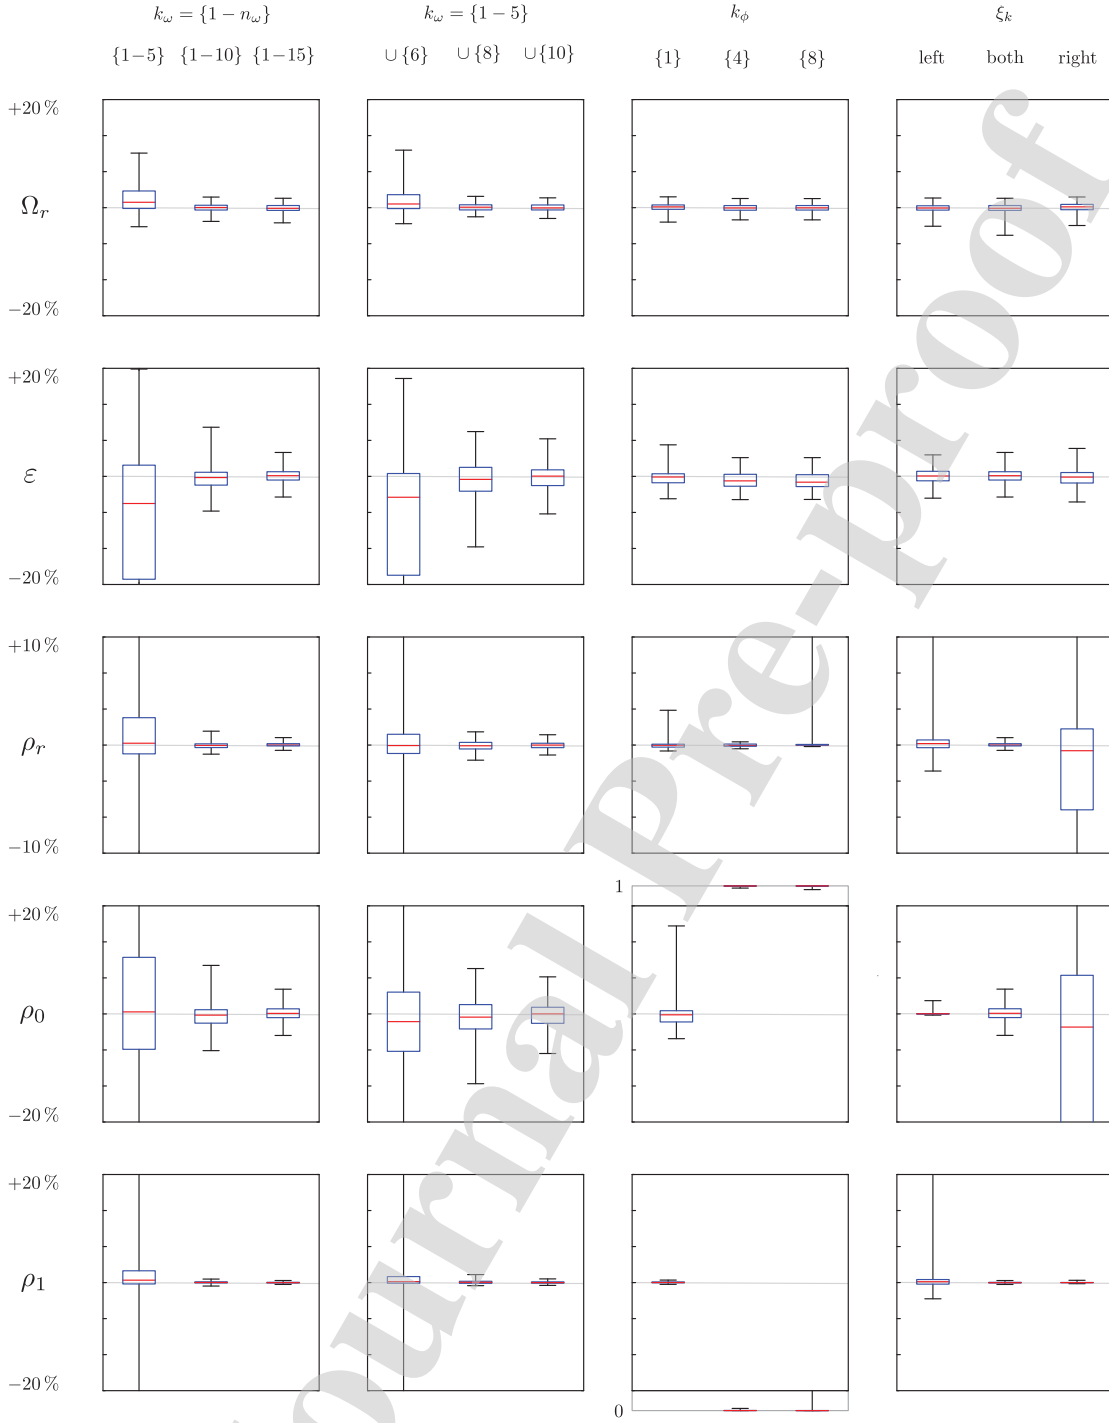 k_ω = {1 − n_ω} k_ω = {1 − 5} k_ϕ ξ_k
{1−5} {1−10} {1−15} ∪{6} ∪{8} ∪{10} {1} {4} {8} left both right
+20 %
Ω_r
−20 %
+20 %
ε
−20 %
+10 %
ρ_r
−10 %
1
+20 %
ρ_0
−20 %
+20 %
ρ_1
−20 %
0
Journal Pre-proof